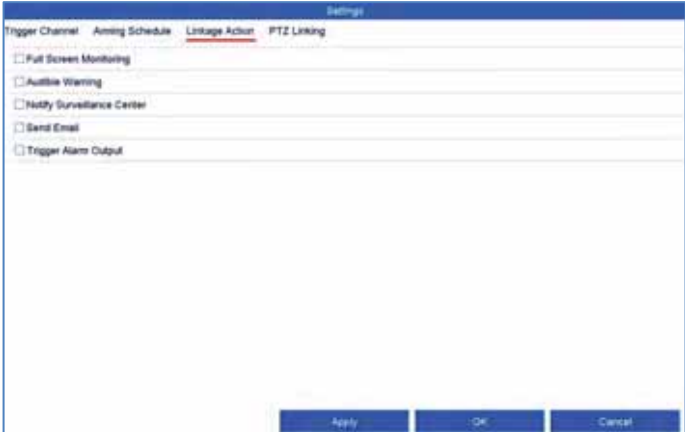 Settings
Trigger Channel Arming Schedule Linkage Action PTZ Linking
Full Screen Monitoring
Audible Warning
Notify Surveillance Center
Send Email
Trigger Alarm Output
Apply OK Cancel